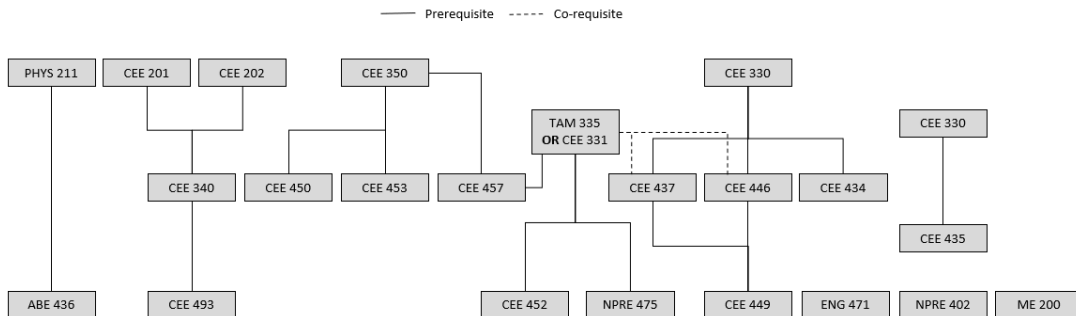 Prerequisite
Co-requisite
PHYS 211
CEE 201
CEE 202
CEE 350
CEE 330
TAM 335
OR CEE 331
CEE 330
CEE 340
CEE 450
CEE 453
CEE 457
CEE 437
CEE 446
CEE 434
CEE 435
ABE 436
CEE 493
CEE 452
NPRE 475
CEE 449
ENG 471
NPRE 402
ME 200